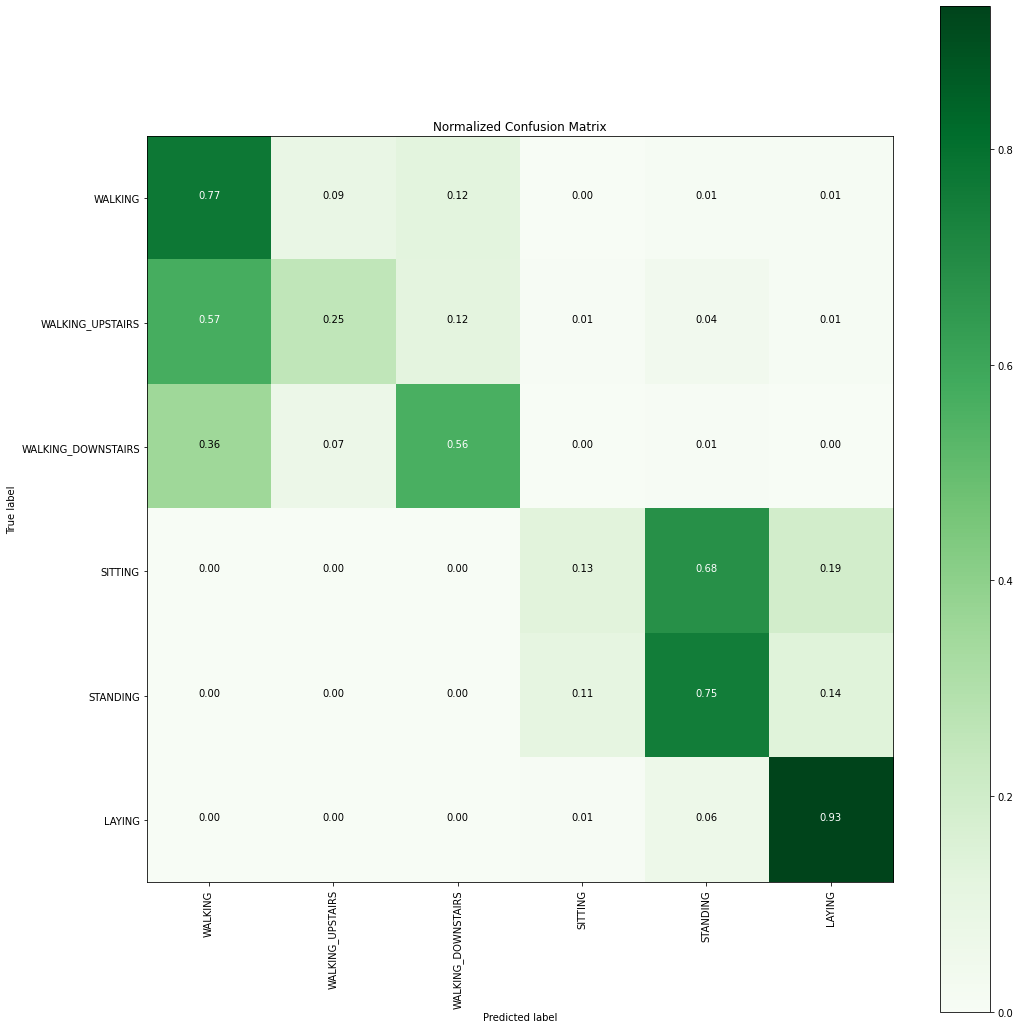 Normalized Confusion Matrix
WALKING 0.77 0.09 0.12 0.00 0.01 0.01
WALKING_UPSTAIRS 0.57 0.25 0.12 0.01 0.04 0.01
WALKING_DOWNSTAIRS 0.36 0.07 0.56 0.00 0.01 0.00
SITTING 0.00 0.00 0.00 0.13 0.68 0.19
STANDING 0.00 0.00 0.00 0.11 0.75 0.14
LAYING 0.00 0.00 0.00 0.01 0.06 0.93
True label
WALKING
WALKING_UPSTAIRS
WALKING_DOWNSTAIRS
SITTING
STANDING
LAYING
Predicted label
0.8
0.6
0.4
0.2
0.0